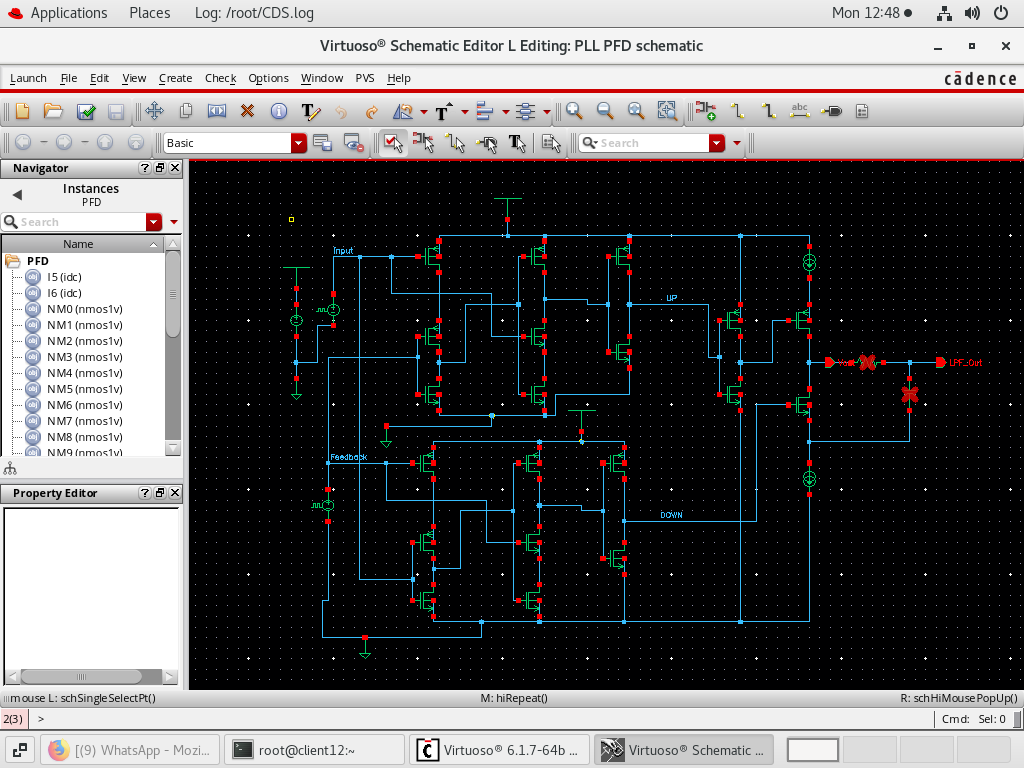 Applications Places Log: /root/CDS.log Mon 12:48
Virtuoso® Schematic Editor L Editing: PLL PFD schematic
Launch File Edit View Create Check Options Window PVS Help cādence
abc
Basic Search
Navigator
Instances
PFD
Search
Name
PFD
I5 (idc)
I6 (idc)
NM0 (nmos1v)
NM1 (nmos1v)
NM2 (nmos1v)
NM3 (nmos1v)
NM4 (nmos1v)
NM5 (nmos1v)
NM6 (nmos1v)
NM7 (nmos1v)
NM8 (nmos1v)
NM9 (nmos1v)
Property Editor
Input
UP
LPF_Out
Feedback
DOWN
mouse L: schSingleSelectPt() M: hiRepeat() R: schHiMousePopUp()
2(3) > Cmd: Sel: 0
[(9) WhatsApp - Mozi... root@client12:~ Virtuoso® 6.1.7-64b ... Virtuoso® Schematic ...